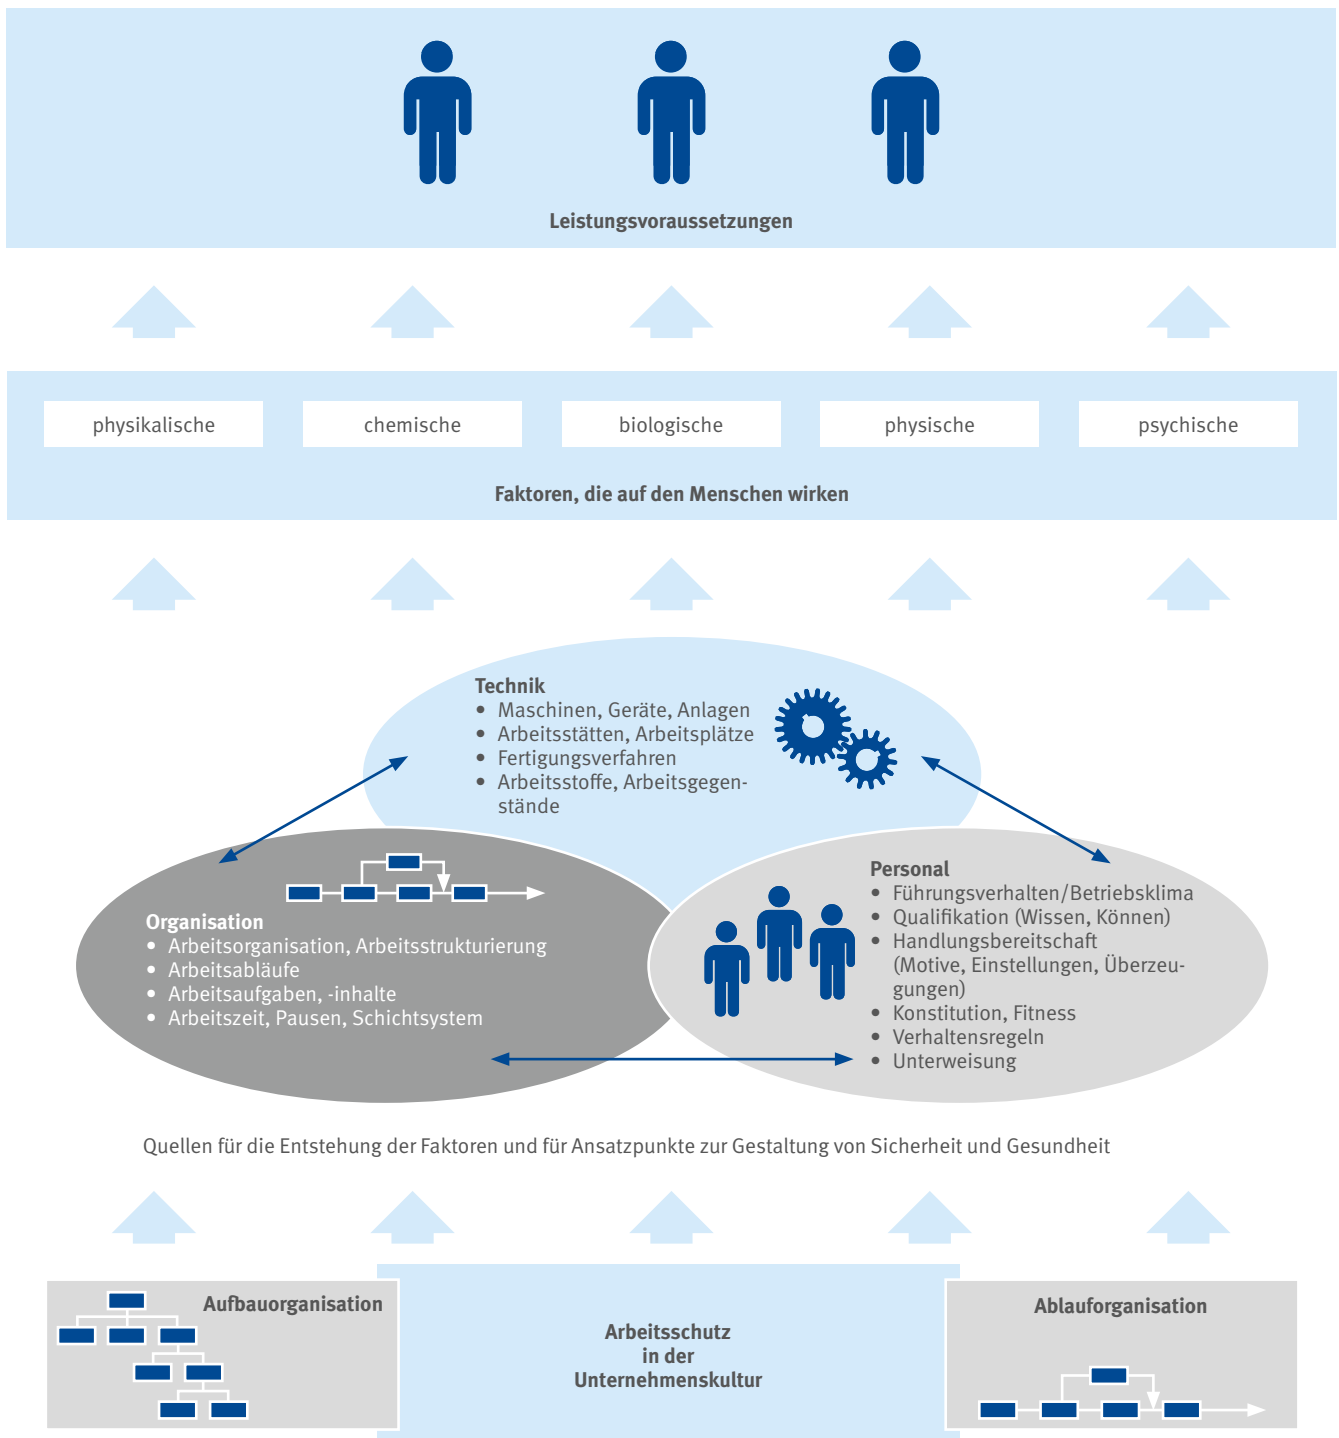 Leistungsvoraussetzungen
physikalische
chemische
biologische
physische
psychische
Faktoren, die auf den Menschen wirken
Technik
• Maschinen, Geräte, Anlagen
• Arbeitsstätten, Arbeitsplätze
• Fertigungsverfahren
• Arbeitsstoffe, Arbeitsgegen-
stände
Organisation
• Arbeitsorganisation, Arbeitsstrukturierung
• Arbeitsabläufe
• Arbeitsaufgaben, -inhalte
• Arbeitszeit, Pausen, Schichtsystem
Personal
• Führungsverhalten/Betriebsklima
• Qualifikation (Wissen, Können)
• Handlungsbereitschaft
(Motive, Einstellungen, Überzeu-
gungen)
• Konstitution, Fitness
• Verhaltensregeln
• Unterweisung
Quellen für die Entstehung der Faktoren und für Ansatzpunkte zur Gestaltung von Sicherheit und Gesundheit
Aufbauorganisation
Arbeitsschutz
in der
Unternehmenskultur
Ablauforganisation